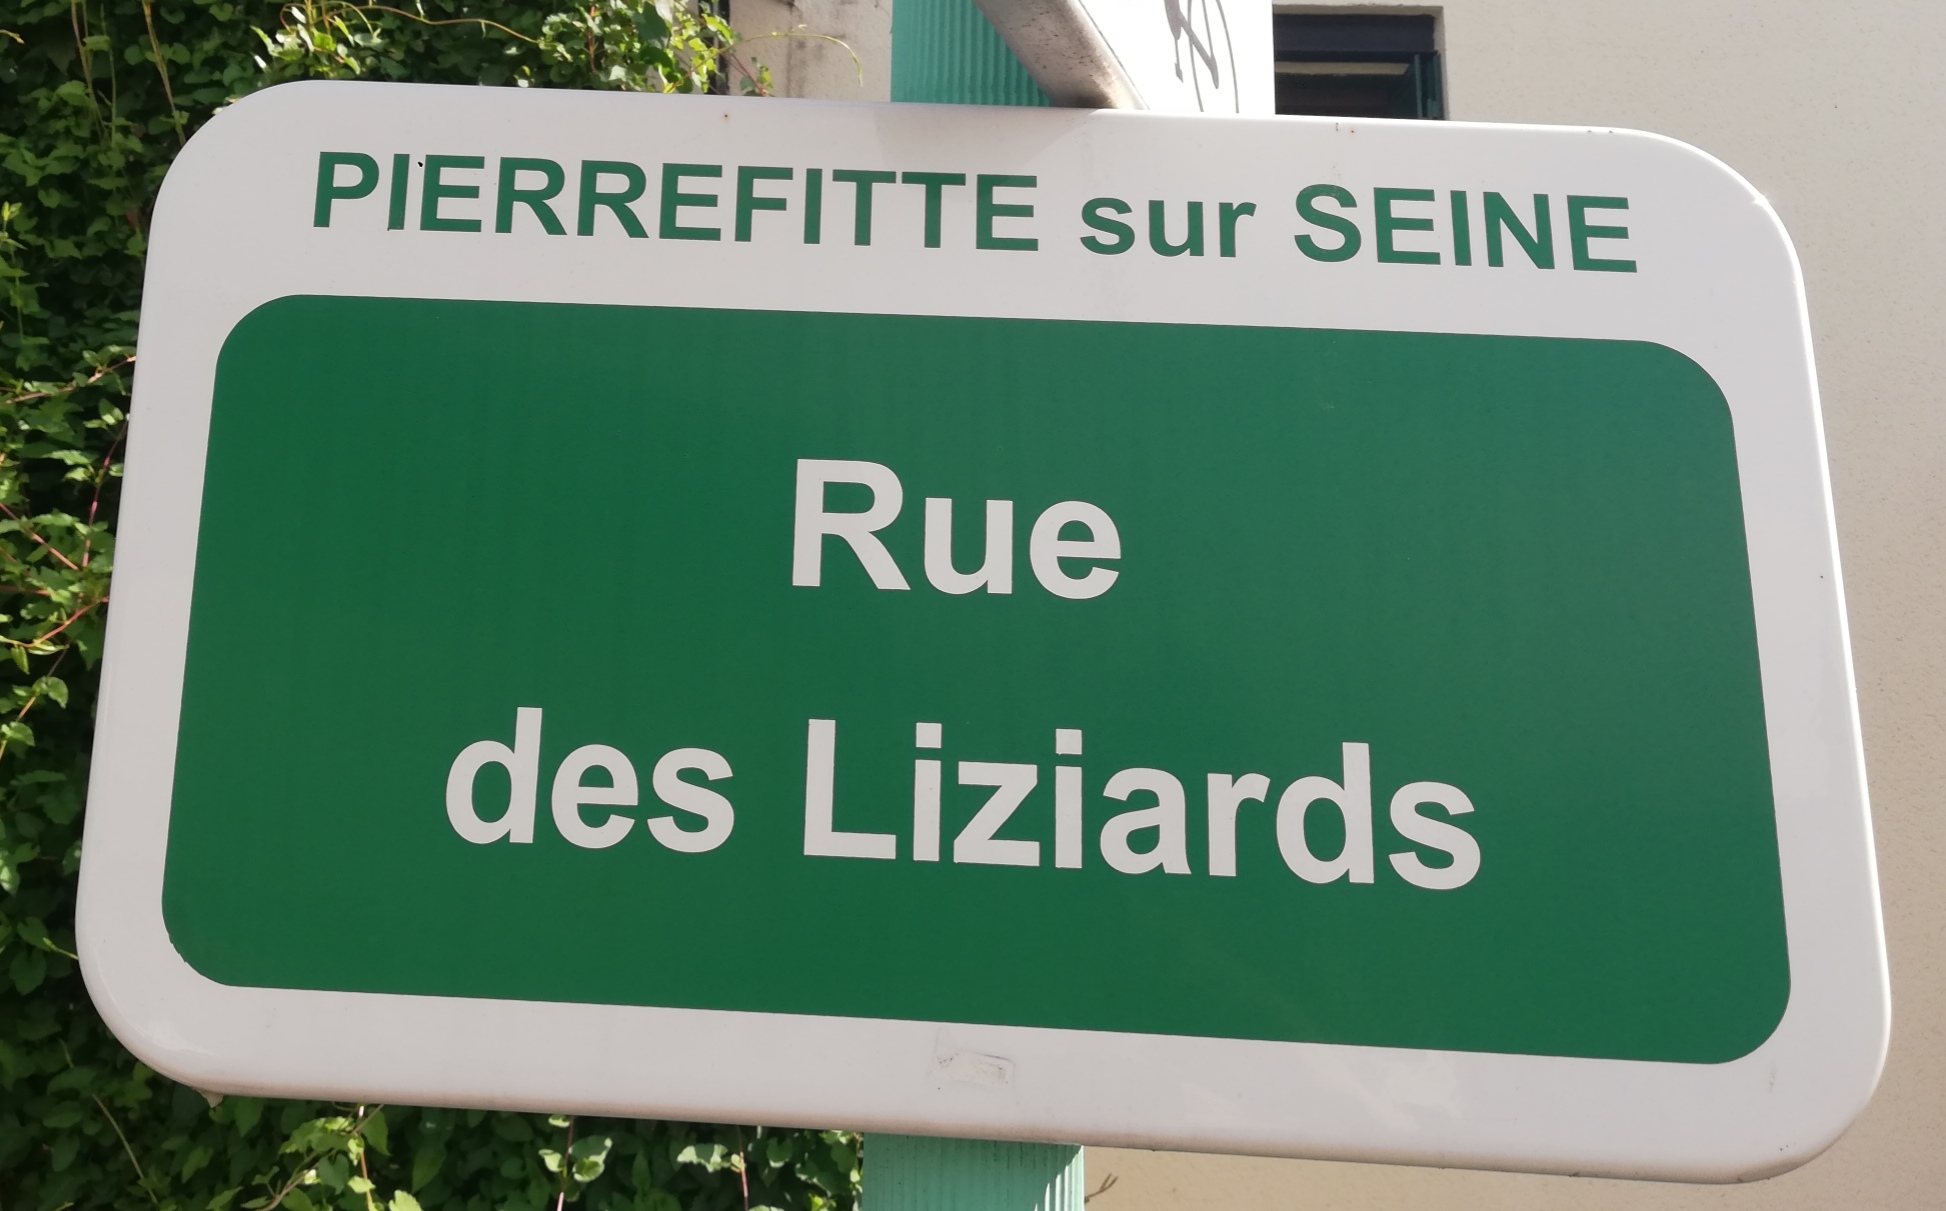 PIERREFITTE sur SEINE
Rue
des Liziards